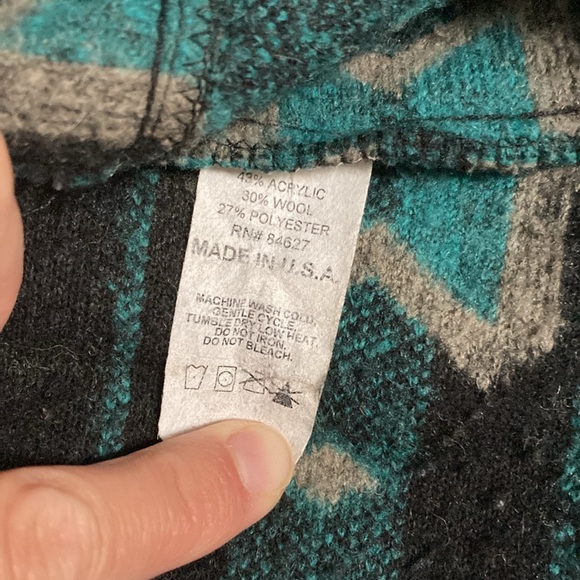 43% ACRYLIC
30% WOOL
27% POLYESTER
RN# 84627
MADE IN U.S.A.
MACHINE WASH COLD,
GENTLE CYCLE,
TUMBLE DRY LOW HEAT,
DO NOT IRON.
DO NOT BLEACH.